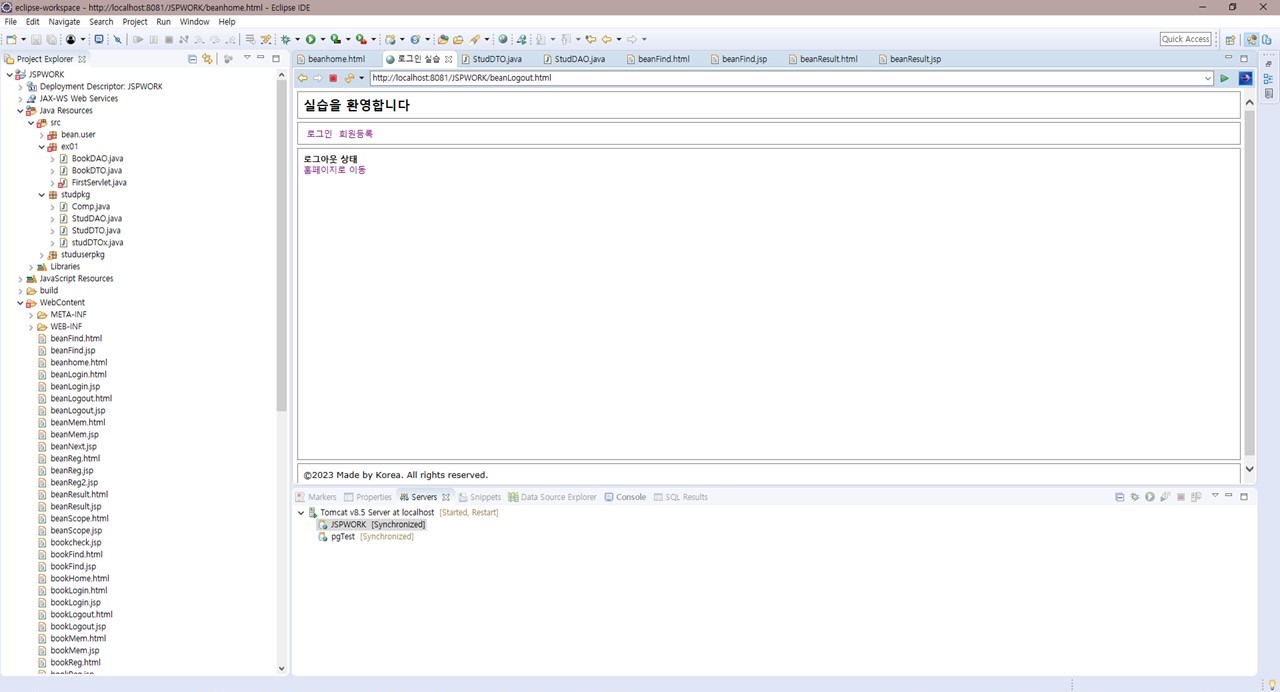 eclipse-workspace - http://localhost:8081/JSPWORK/beanhome.html - Eclipse IDE
File Edit Navigate Search Project Run Window Help
Quick Access
Project Explorer
JSPWORK
Deployment Descriptor: JSPWORK
JAX-WS Web Services
Java Resources
src
bean.user
ex01
BookDAO.java
BookDTO.java
FirstServlet.java
studpkg
Comp.java
StudDAO.java
StudDTO.java
studDTOx.java
studuserpkg
Libraries
JavaScript Resources
build
WebContent
META-INF
WEB-INF
beanFind.html
beanFind.jsp
beanhome.html
beanLogin.html
beanLogin.jsp
beanLogout.html
beanLogout.jsp
beanMem.html
beanMem.jsp
beanNext.jsp
beanReg.html
beanReg.jsp
beanReg2.jsp
beanResult.html
beanResult.jsp
beanScope.html
beanScope.jsp
bookcheck.jsp
bookFind.html
bookFind.jsp
bookHome.html
bookLogin.html
bookLogin.jsp
bookLogout.html
bookLogout.jsp
bookMem.html
bookMem.jsp
bookReg.html
bookReg.jsp
beanhome.html 로그인 실습 StudDTO.java StudDAO.java beanFind.html beanFind.jsp beanResult.html beanResult.jsp
http://localhost:8081/JSPWORK/beanLogout.html
실습을 환영합니다
로그인 회원등록
로그아웃 상태
홈페이지로 이동
©2023 Made by Korea. All rights reserved.
Markers Properties Servers Snippets Data Source Explorer Console SQL Results
Tomcat v8.5 Server at localhost [Started, Restart]
JSPWORK [Synchronized]
pgTest [Synchronized]